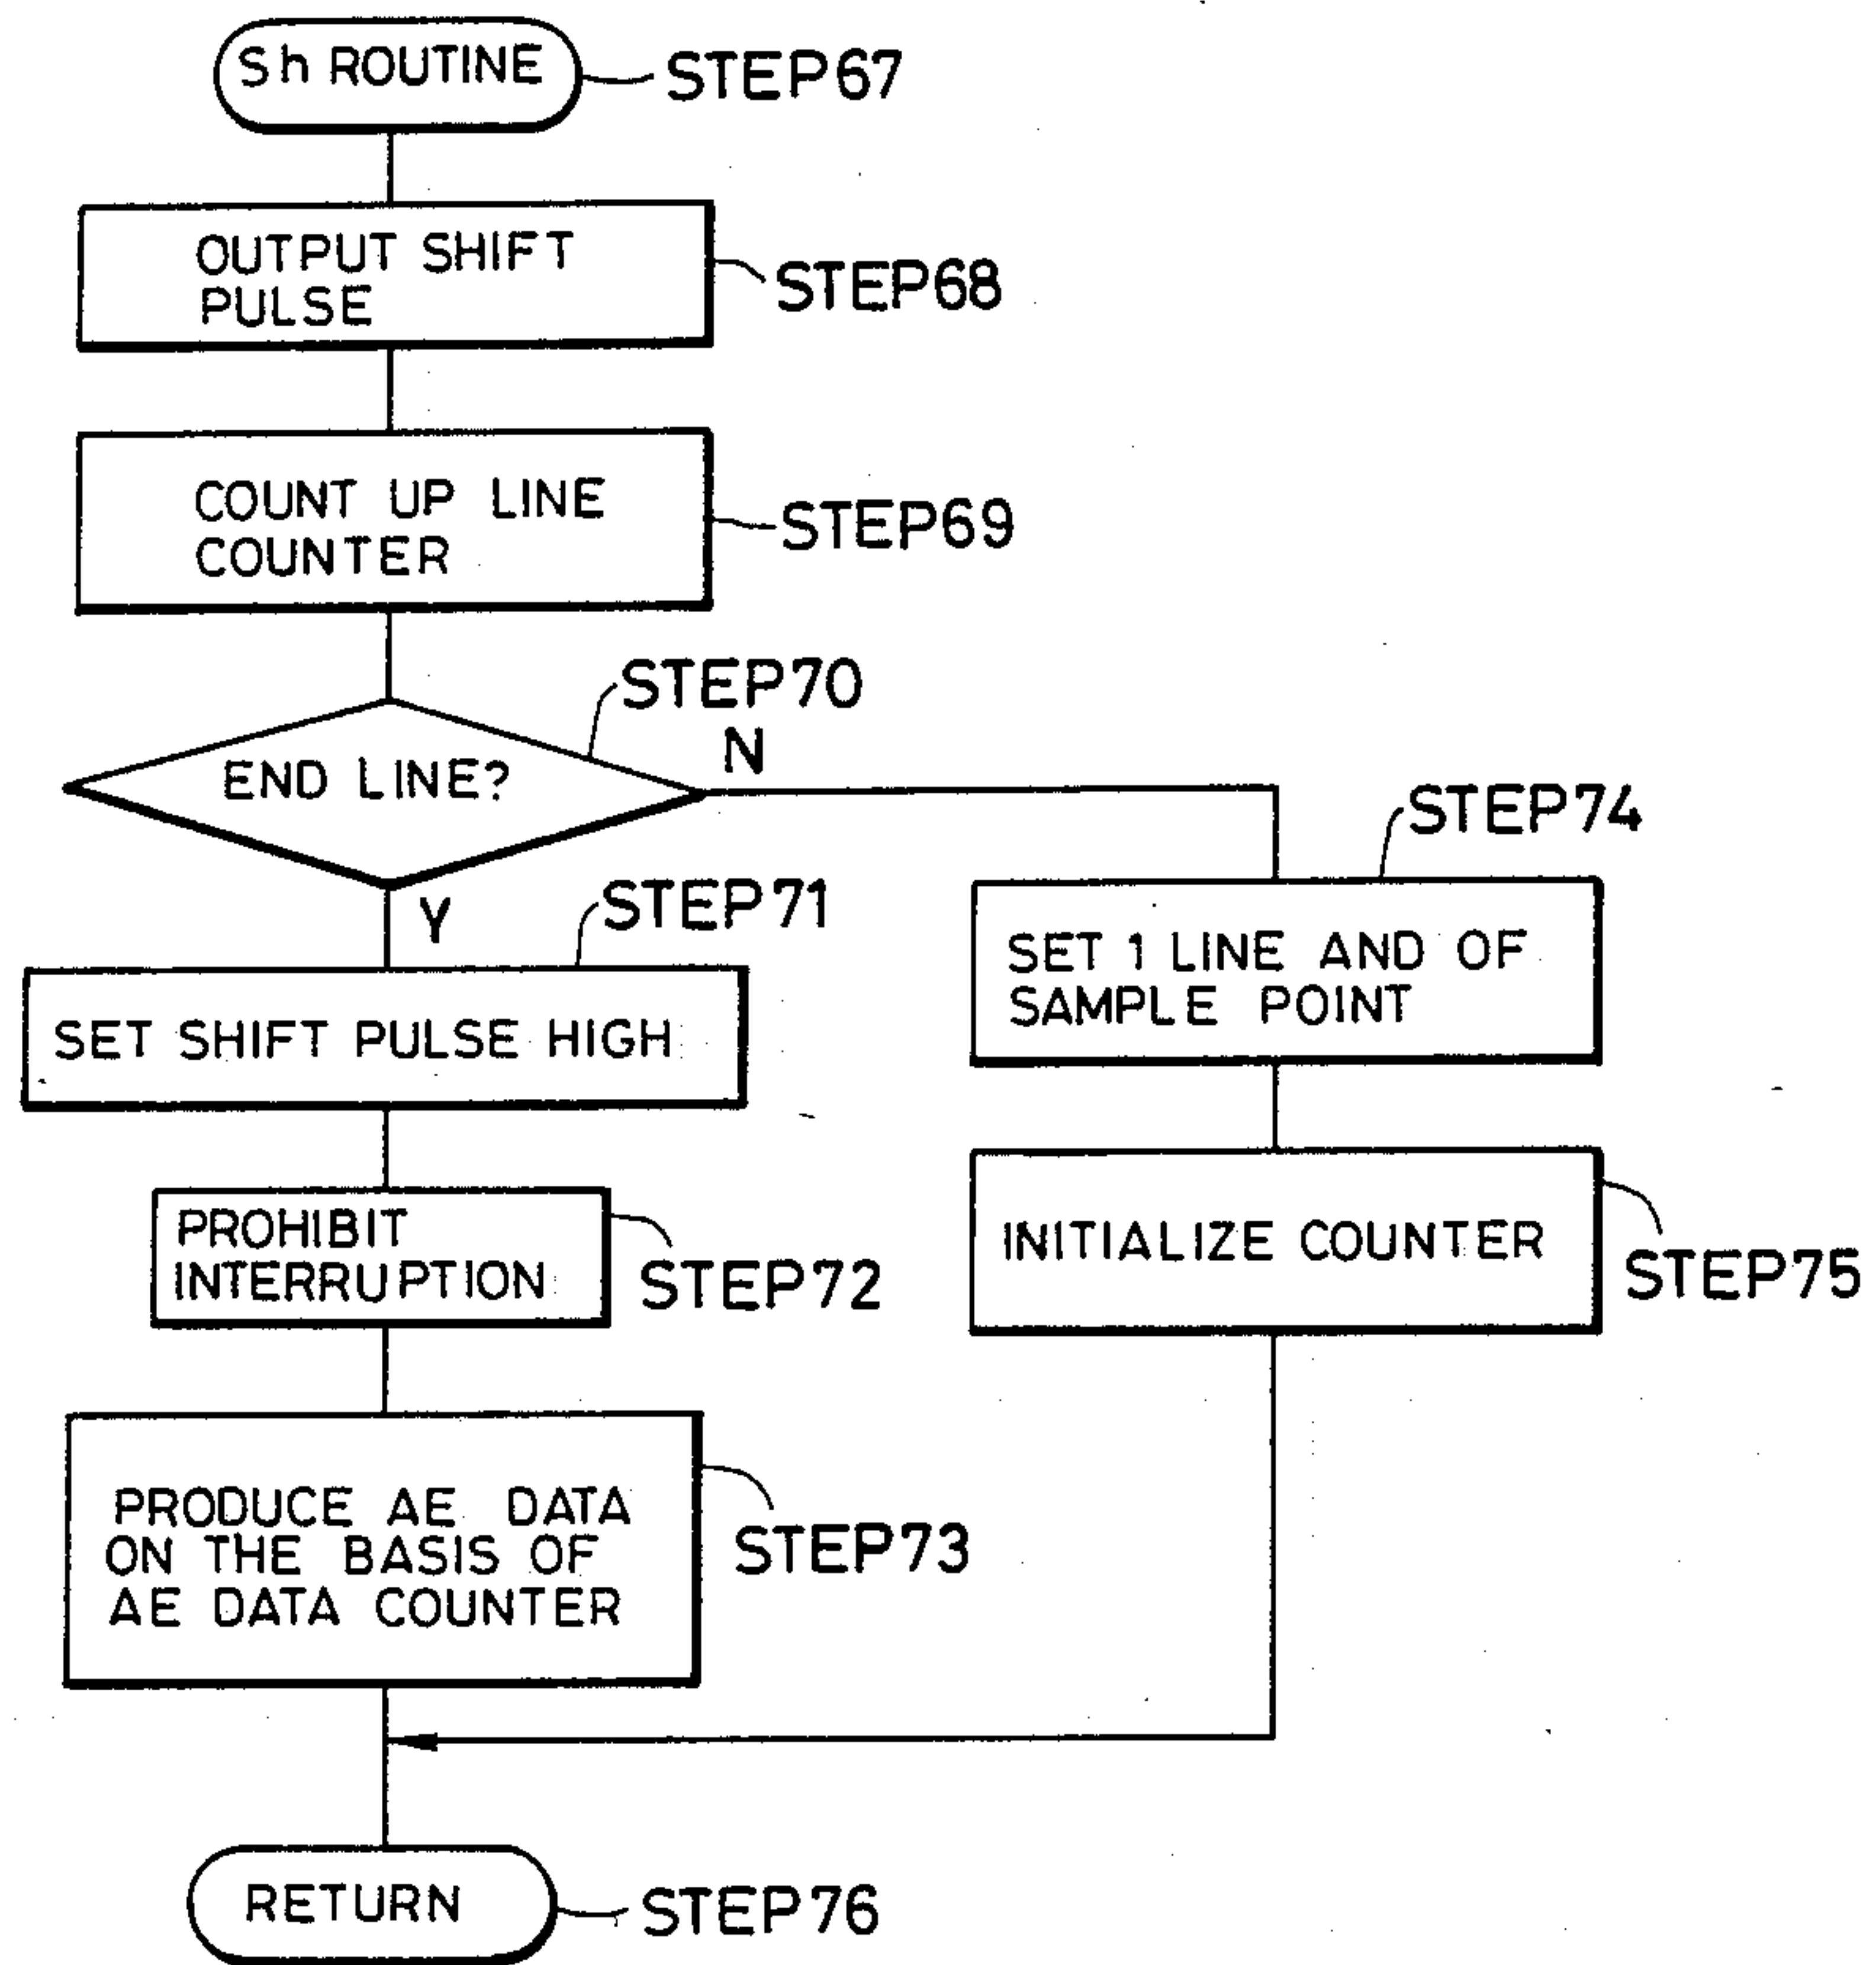 Sh ROUTINE
STEP67
OUTPUT SHIFT
PULSE
STEP68
COUNT UP LINE
COUNTER
STEP69
STEP70
END LINE?
N
Y
STEP71
SET SHIFT PULSE HIGH
PROHIBIT
INTERRUPTION
STEP72
PRODUCE AE DATA
ON THE BASIS OF
AE DATA COUNTER
STEP73
STEP74
SET 1 LINE AND OF
SAMPLE POINT
INITIALIZE COUNTER
STEP75
RETURN
STEP76